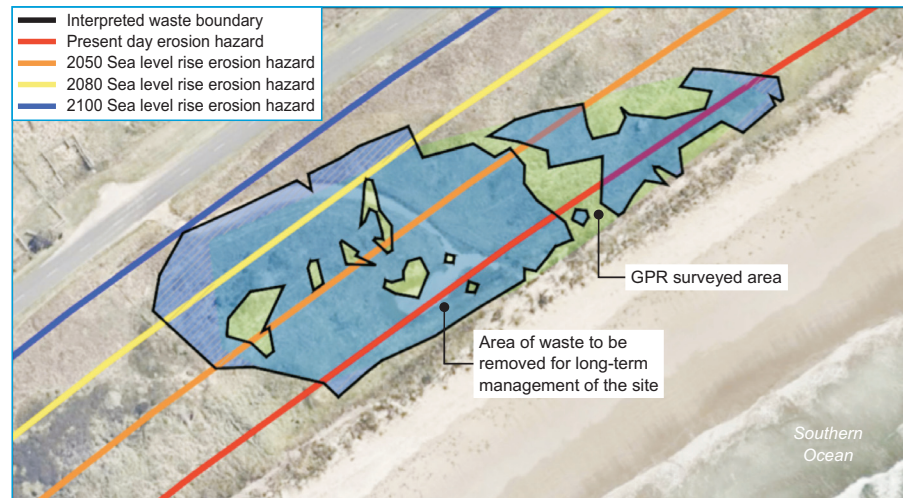 Interpreted waste boundary
Present day erosion hazard
2050 Sea level rise erosion hazard
2080 Sea level rise erosion hazard
2100 Sea level rise erosion hazard
GPR surveyed area
Area of waste to be
removed for long-term
management of the site
Southern
Ocean